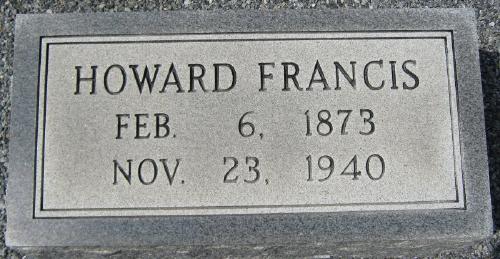 HOWARD FRANCIS
FEB. 6, 1873
NOV. 23, 1940